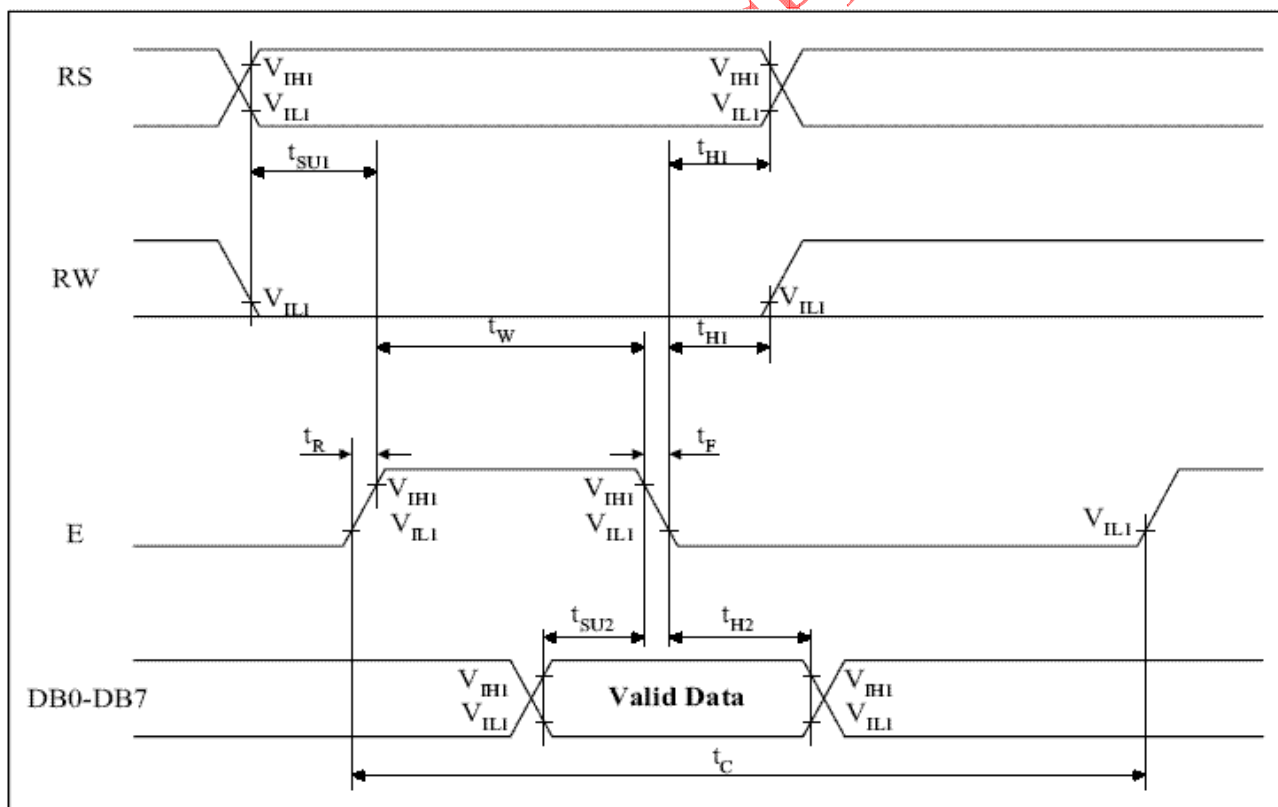 RS
V_IH1 V_IH1
V_IL1 V_IL1
t_SU1 t_H1
RW
V_IL1 V_IL1
t_W t_H1
t_R t_F
V_IH1 V_IH1
E V_IL1 V_IL1 V_IL1
t_SU2 t_H2
DB0-DB7 V_IH1 Valid Data V_IH1
V_IL1 V_IL1
t_C